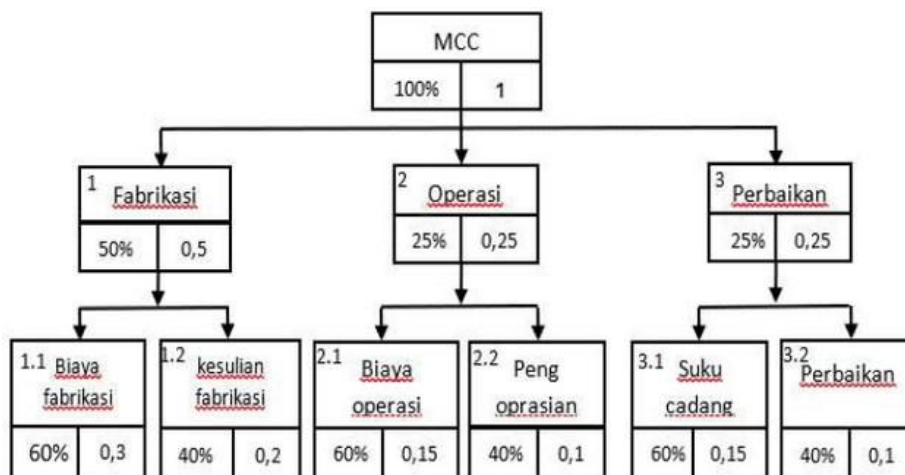 MCC
100% 1
1 Fabrikasi
50% 0,5
2 Operasi
25% 0,25
3 Perbaikan
25% 0,25
1.1 Biaya
fabrikasi
60% 0,3
1.2 kesulian
fabrikasi
40% 0,2
2.1 Biaya
operasi
60% 0,15
2.2 Peng
oprasian
40% 0,1
3.1 Suku
cadang
60% 0,15
3.2 Perbaikan
40% 0,1